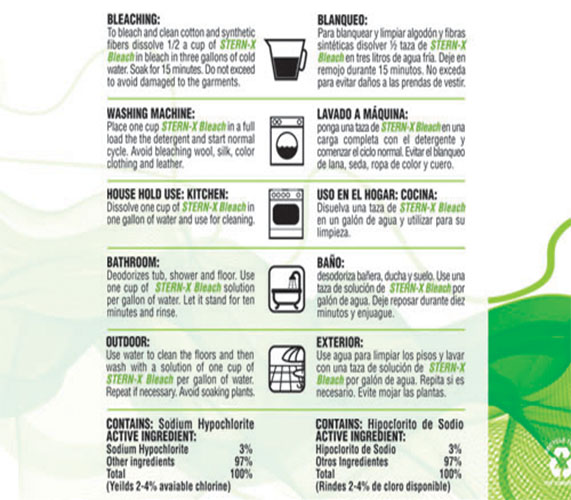 BLEACHING:
To bleach and clean cotton and synthetic
fibers dissolve 1/2 a cup of STERN-X
Bleach in bleach in three gallons of cold
water. Soak for 15 minutes. Do not exceed
to avoid damaged to the garments.
WASHING MACHINE:
Place one cup STERN-X Bleach in a full
load the the detergent and start normal
cycle. Avoid bleaching wool, silk, color
clothing and leather.
HOUSE HOLD USE: KITCHEN:
Dissolve one cup of STERN-X Bleach in
one gallon of water and use for cleaning.
BATHROOM:
Deodorizes tub, shower and floor. Use
one cup of STERN-X Bleach solution
per gallon of water. Let it stand for ten
minutes and rinse.
OUTDOOR:
Use water to clean the floors and then
wash with a solution of one cup of
STERN-X Bleach per gallon of water.
Repeat if necessary. Avoid soaking plants.
CONTAINS: Sodium Hypochlorite
ACTIVE INGREDIENT:
Sodium Hypochlorite 3%
Other ingredients 97%
Total 100%
(Yeilds 2-4% avaiable chlorine)
BLANQUEO:
Para blanquear y limpiar algodón y fibras
sintéticas disolver ½ taza de STERN-X
Bleach en tres litros de agua fría. Deje en
remojo durante 15 minutos. No exceda
para evitar daños a las prendas de vestir.
LAVADO A MÁQUINA:
ponga una taza de STERN-X Bleach en una
carga completa con el detergente y
comenzar el ciclo normal. Evitar el blanqueo
de lana, seda, ropa de color y cuero.
USO EN EL HOGAR: COCINA:
Disuelva una taza de STERN-X Bleach
en un galón de agua y utilizar para su
limpieza.
BAÑO:
desodoriza bañera, ducha y suelo. Use una
taza de solución de STERN-X Bleach por
galón de agua. Deje reposar durante diez
minutos y enjuague.
EXTERIOR:
Use agua para limpiar los pisos y lavar
con una taza de solución de STERN-X
Bleach por galón de agua. Repita si es
necesario. Evite mojar las plantas.
CONTAINS: Hipoclorito de Sodio
ACTIVE INGREDIENT:
Hipoclorito de Sodio 3%
Otros Ingredientes 97%
Total 100%
(Rindes 2-4% de cloro disponible)